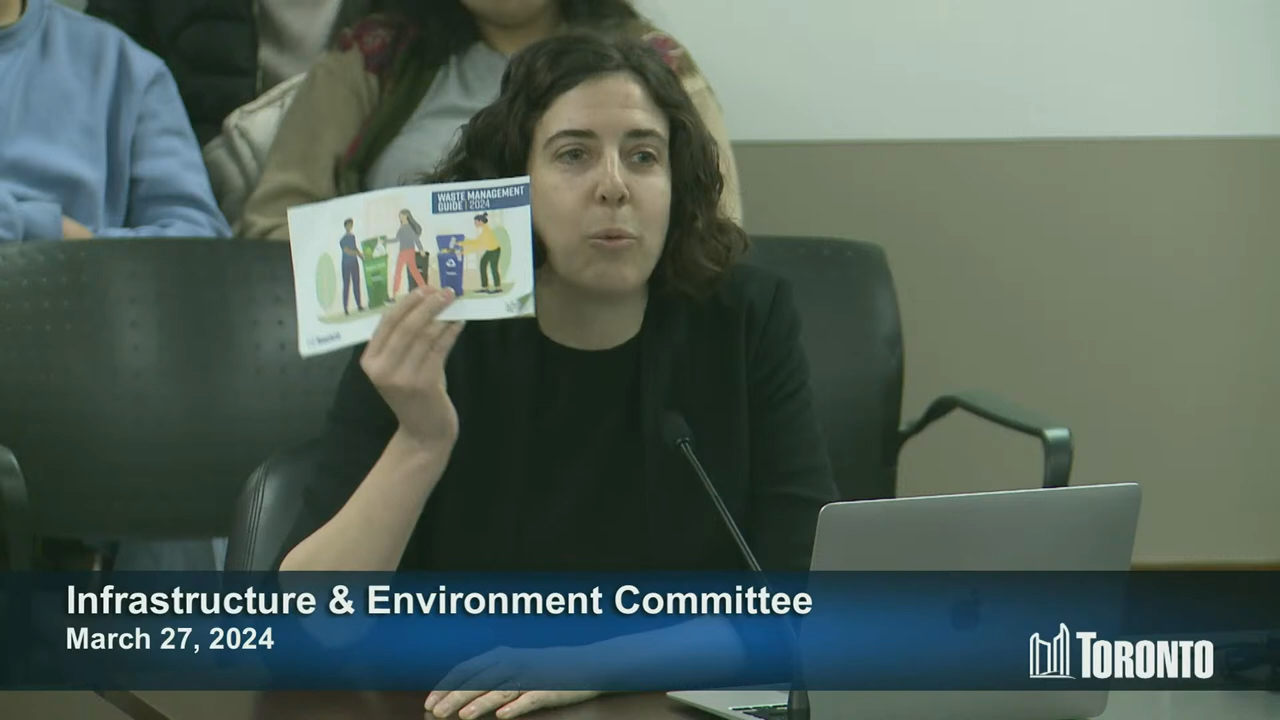 WASTE MANAGEMENT
GUIDE | 2024
Infrastructure & Environment Committee
March 27, 2024
TORONTO